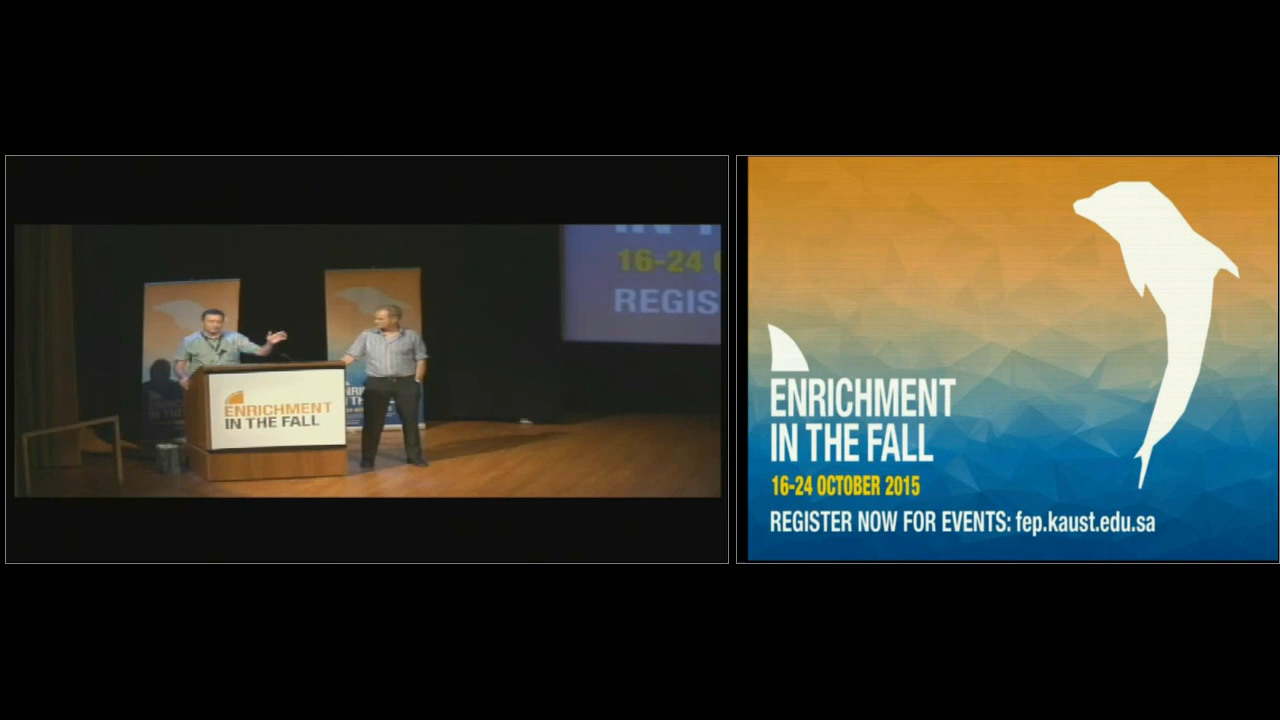 16-24
REGIS
ENRICHMENT
IN THE FALL
ENRICHMENT
IN THE FALL
16-24 OCTOBER 2015
REGISTER NOW FOR EVENTS: fep.kaust.edu.sa